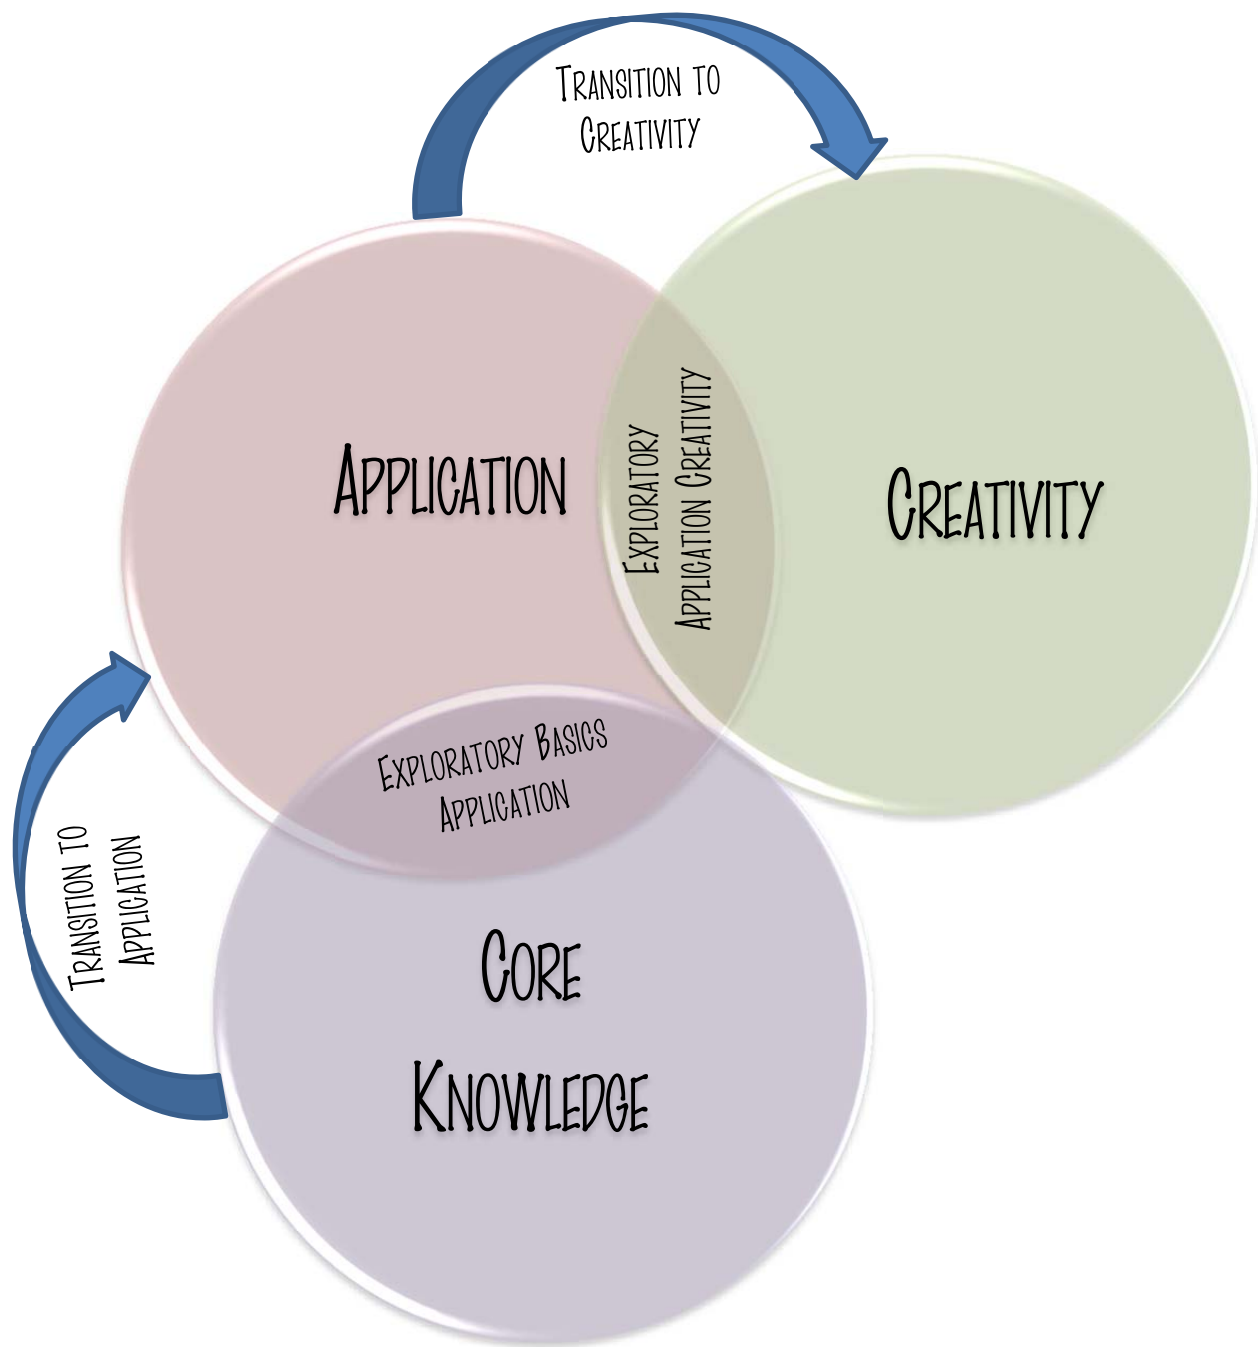 Transition to
Creativity
Application
Exploratory
Application Creativity
Creativity
Exploratory Basics
Application
Transition to
Application
Core
Knowledge